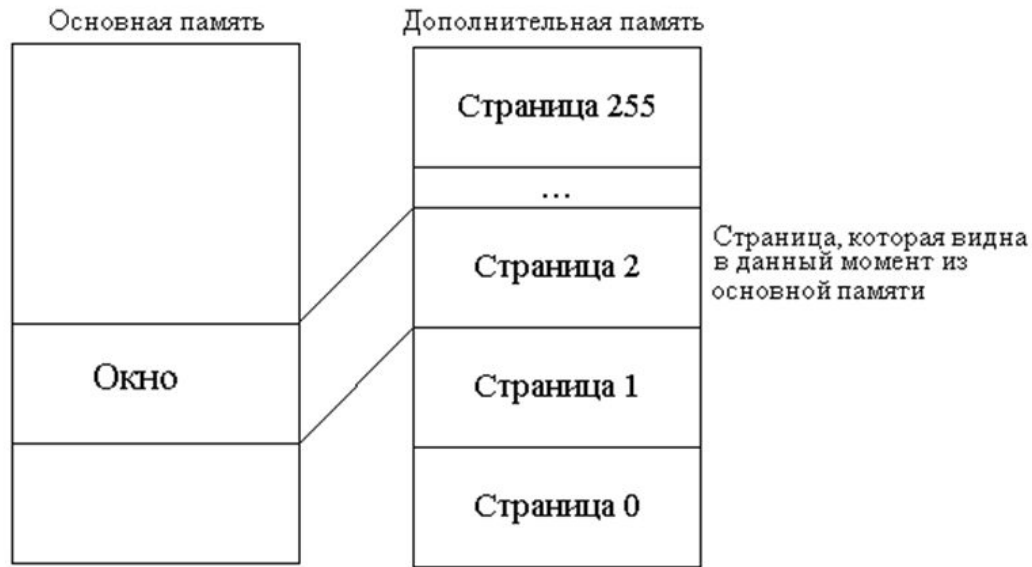 Основная память
Дополнительная память
Страница 255
...
Страница 2
Страница, которая видна
в данный момент из
основной памяти
Окно
Страница 1
Страница 0